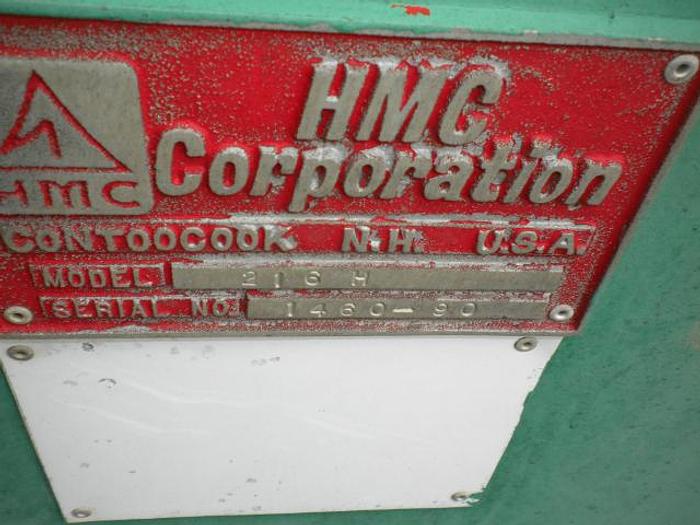 HMC
HMC
Corporation
CONTOOCOOK N.H. U.S.A.
MODEL 216 H
SERIAL NO. 1460-90